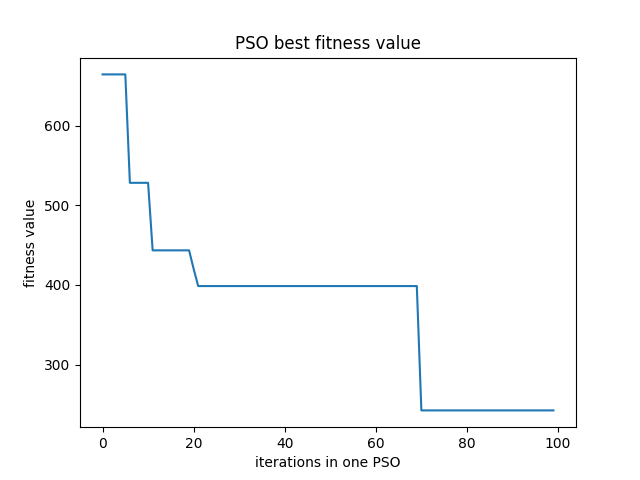 PSO best fitness value
600
500
400
300
fitness value
0 20 40 60 80 100
iterations in one PSO